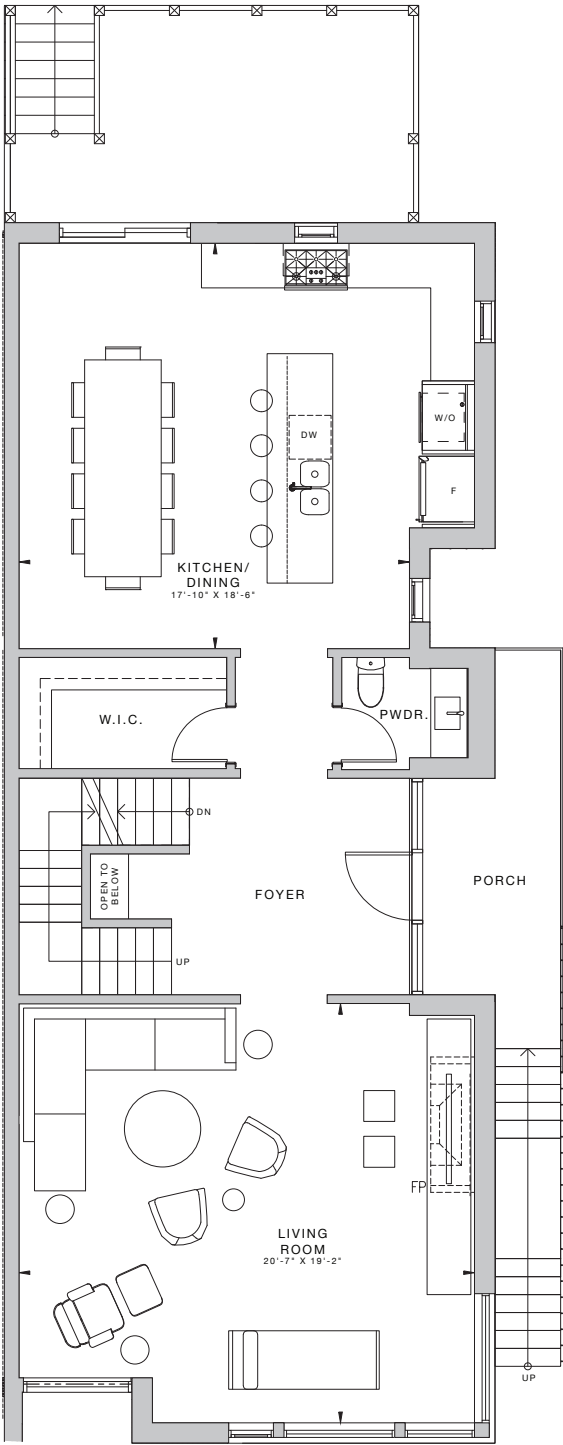 W/O
DW
F
KITCHEN/
DINING
17'-10" X 18'-6"
W.I.C.
PWDR.
DN
OPEN TO
BELOW
FOYER
PORCH
UP
FP
LIVING
ROOM
20'-7" X 19'-2"
UP